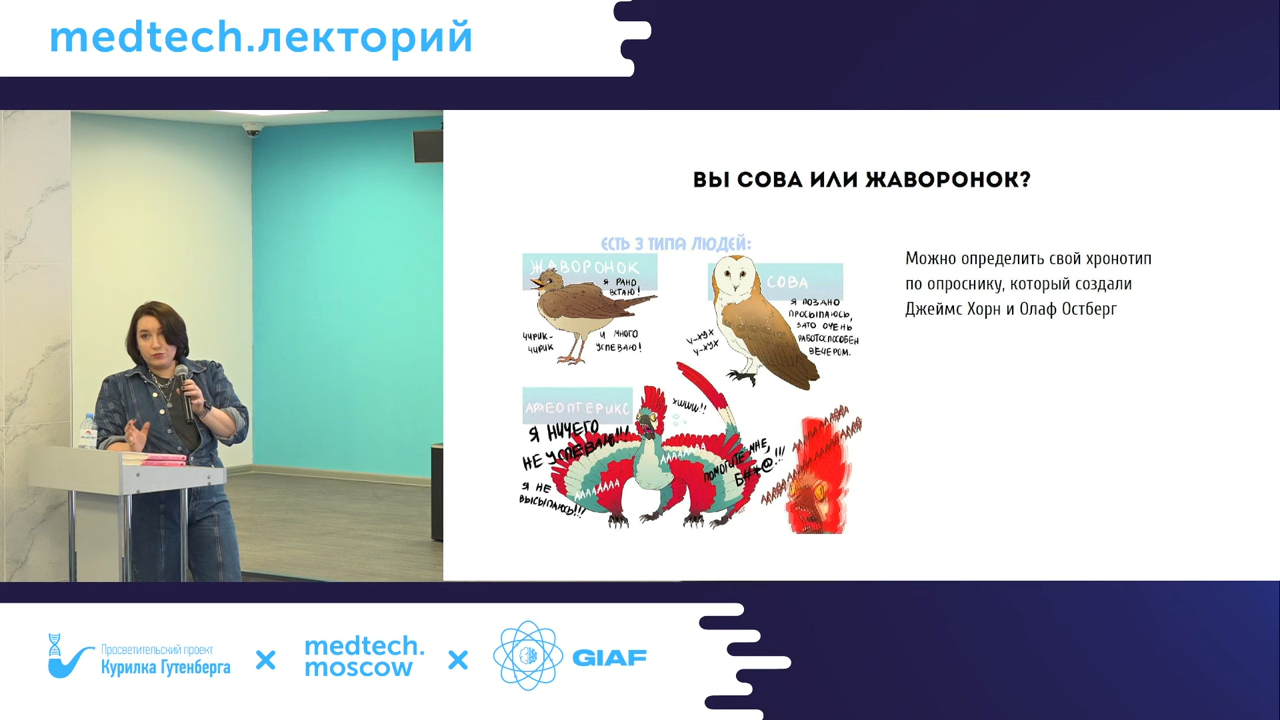 medtech.лекторий
ВЫ СОВА ИЛИ ЖАВОРОНОК?
ЕСТЬ 3 ТИПА ЛЮДЕЙ:
ЖАВОРОНОК
Я РАНО
ВСТАЮ!
ЧИРИК-
ЧИРИК
И МНОГО
УСПЕВАЮ!
СОВА
Я ПОЗДНО
ПРОСЫПАЮСЬ,
ЗАТО ОЧЕНЬ
РАБОТОСПОСОБЕН
ВЕЧЕРОМ.
У-УХУ
У-УХУ
АРХЕОПТЕРИКС
Я НИЧЕГО
НЕ УСПЕВАЮ!!!
Я НЕ
ВЫСЫПАЮСЬ!!!
ПОМОГИТЕ МНЕ,
Б#*@!!!
Можно определить свой хронотип
по опроснику, который создали
Джеймс Хорн и Олаф Остберг
Просветительский проект
Курилка Гутенберга
medtech.
moscow
GIAF